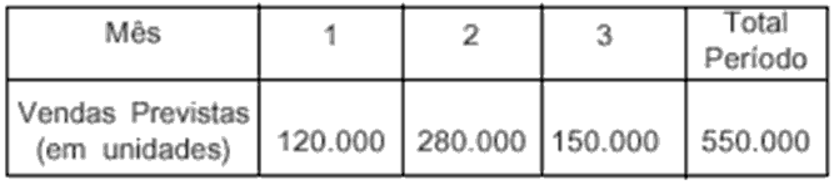 Mês 1 2 3 Total Período
Vendas Previstas (em unidades) 120.000 280.000 150.000 550.000